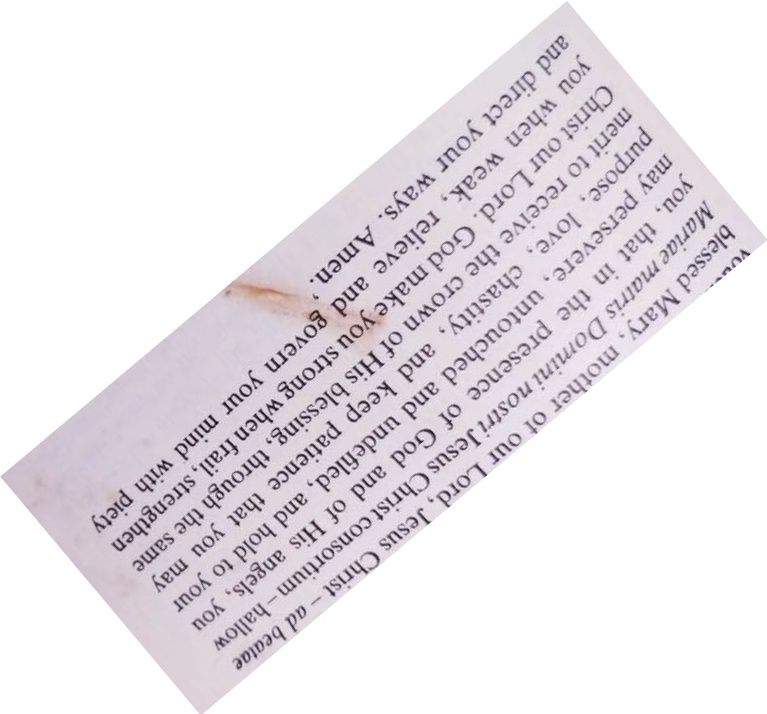 blessed Mary, mother of our Lord, Jesus Christ – ad beatae
Mariae matris Domini nostri Jesus Christ consortium – hallow
you, that in the presence of God and of His angels, you
may persevere, untouched and undefiled, and hold to your
purpose, love, chastity, and keep patience that you may
merit to receive the crown of His blessing, through the same
Christ our Lord. God make you strong when frail, strengthen
you when weak, relieve and govern your mind with piety
and direct your ways. Amen.